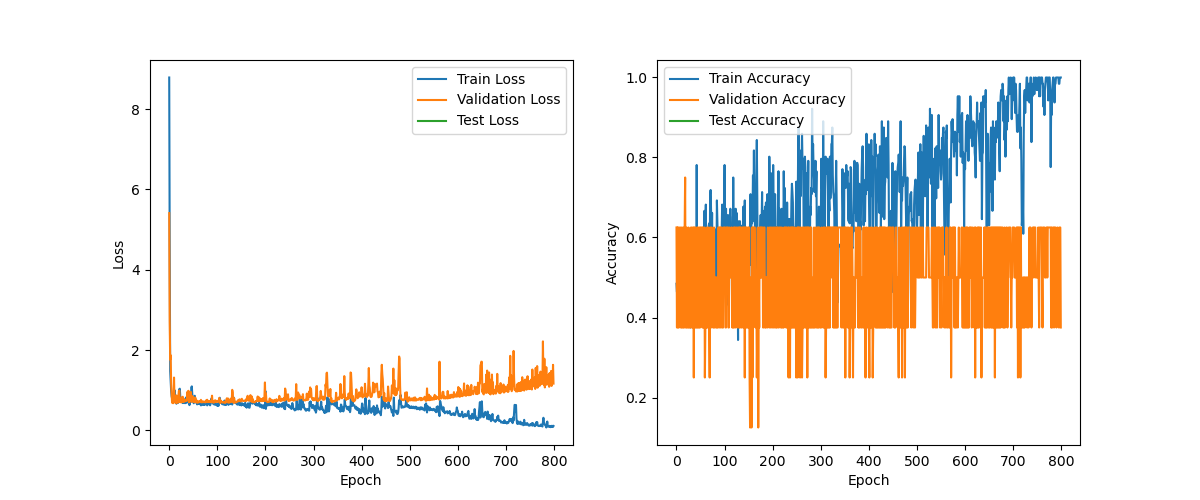 Train Loss
Validation Loss
Test Loss
8
6
4
2
0
Loss
0 100 200 300 400 500 600 700 800
Epoch
Train Accuracy
Validation Accuracy
Test Accuracy
1.0
0.8
0.6
0.4
0.2
Accuracy
0 100 200 300 400 500 600 700 800
Epoch